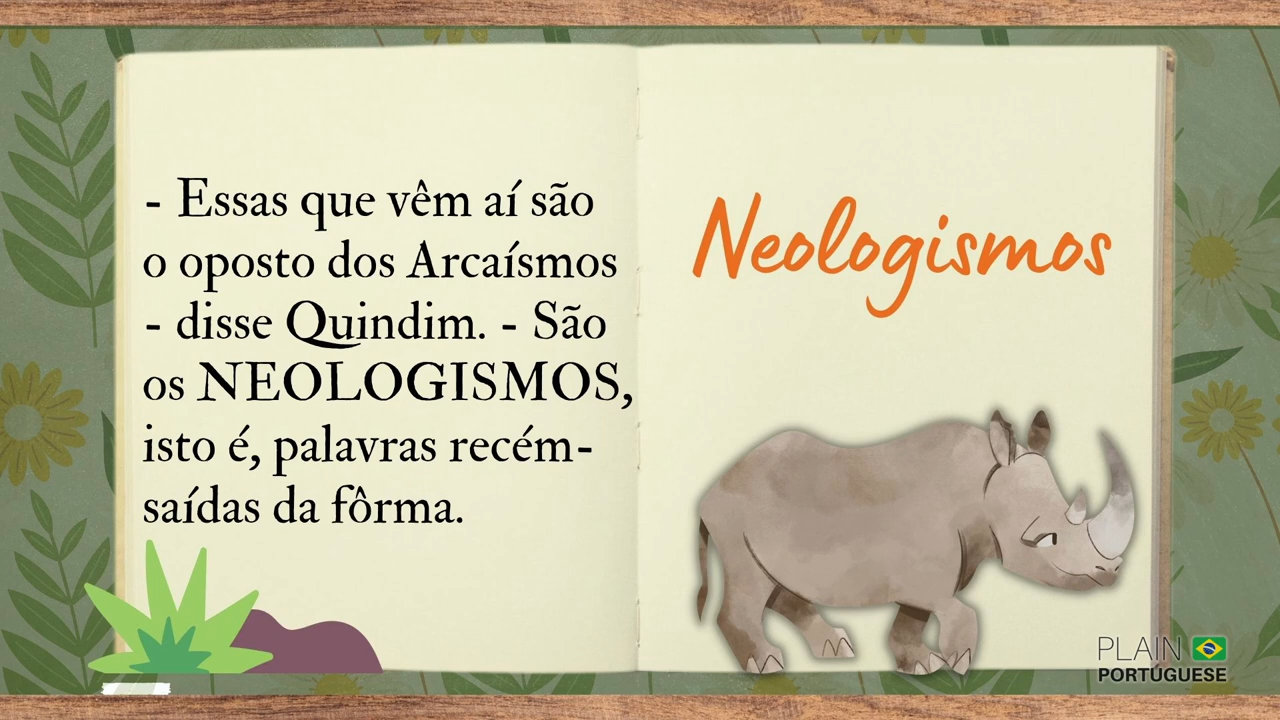 - Essas que vêm aí são
o oposto dos Arcaísmos
- disse Quindim. - São
os NEOLOGISMOS,
isto é, palavras recém-
saídas da fôrma.
Neologismos
PLAIN
PORTUGUESE